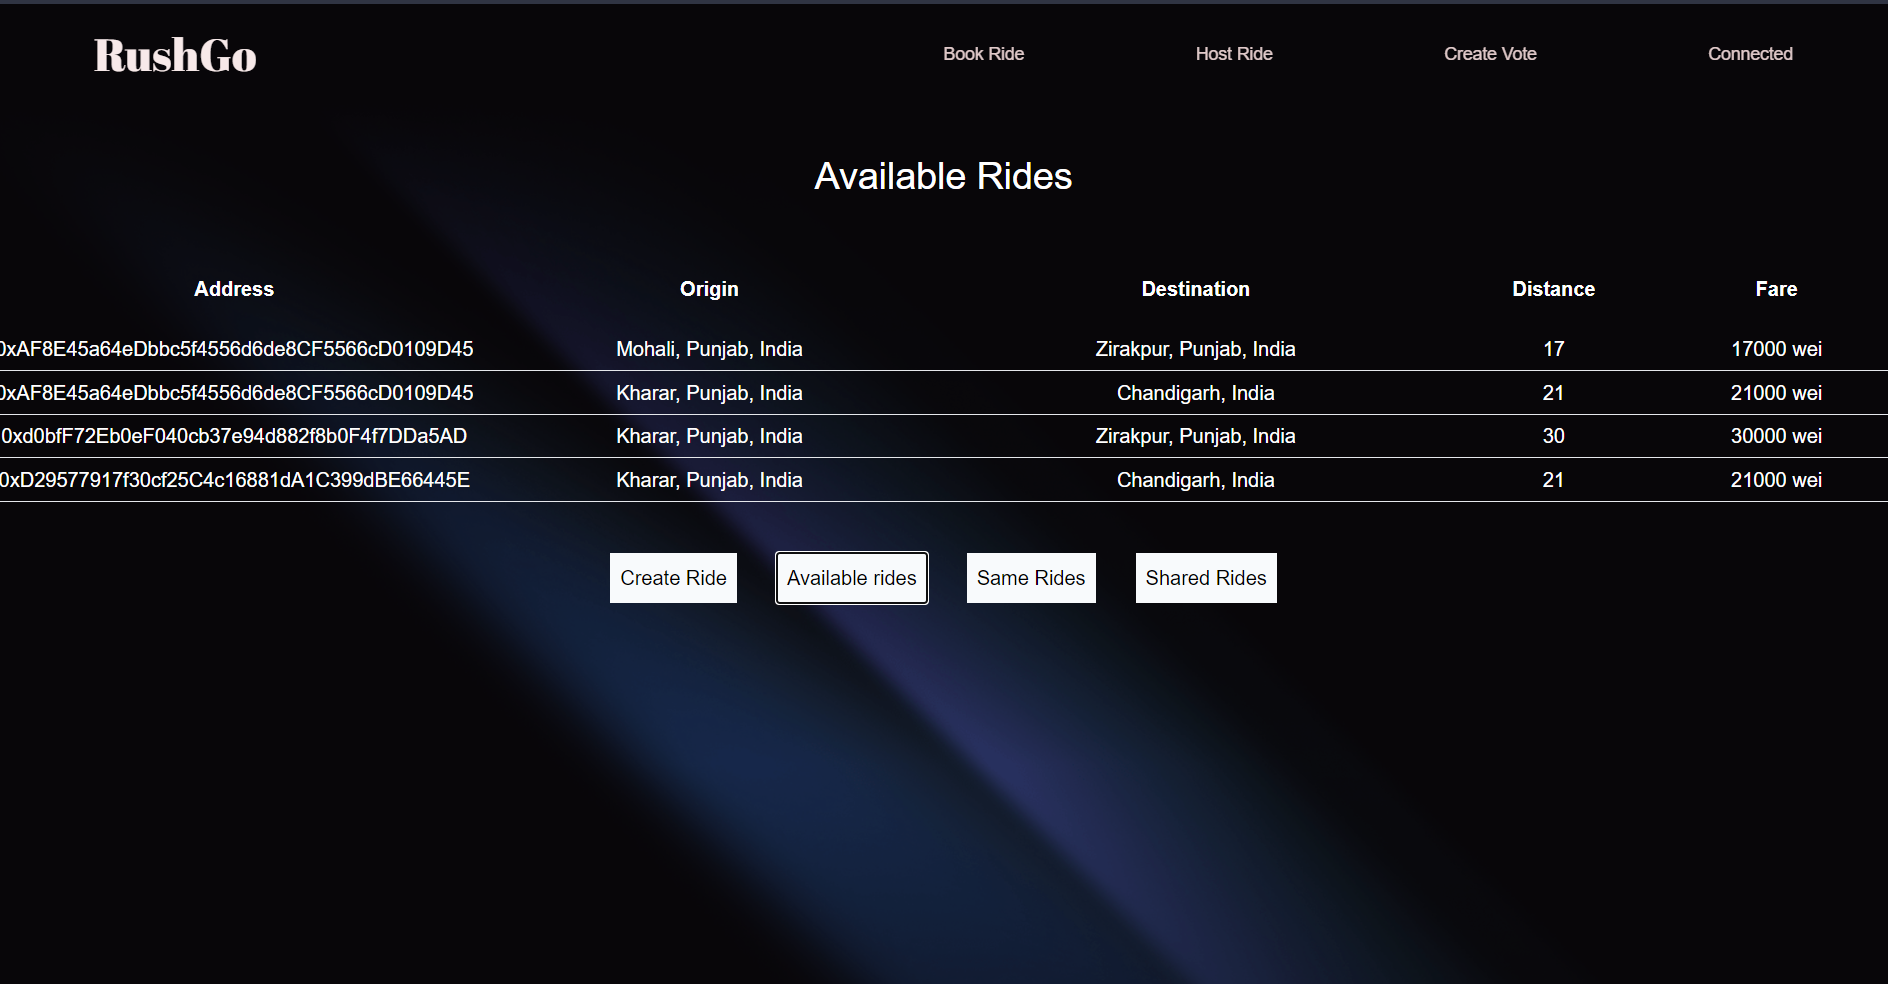 RushGo Book Ride Host Ride Create Vote Connected
Available Rides
Address Origin Destination Distance Fare
0xAF8E45a64eDbbc5f4556d6de8CF5566cD0109D45 Mohali, Punjab, India Zirakpur, Punjab, India 17 17000 wei
0xAF8E45a64eDbbc5f4556d6de8CF5566cD0109D45 Kharar, Punjab, India Chandigarh, India 21 21000 wei
0xd0bfF72Eb0eF040cb37e94d882f8b0F4f7DDa5AD Kharar, Punjab, India Zirakpur, Punjab, India 30 30000 wei
0xD29577917f30cf25C4c16881dA1C399dBE66445E Kharar, Punjab, India Chandigarh, India 21 21000 wei
Create Ride Available rides Same Rides Shared Rides